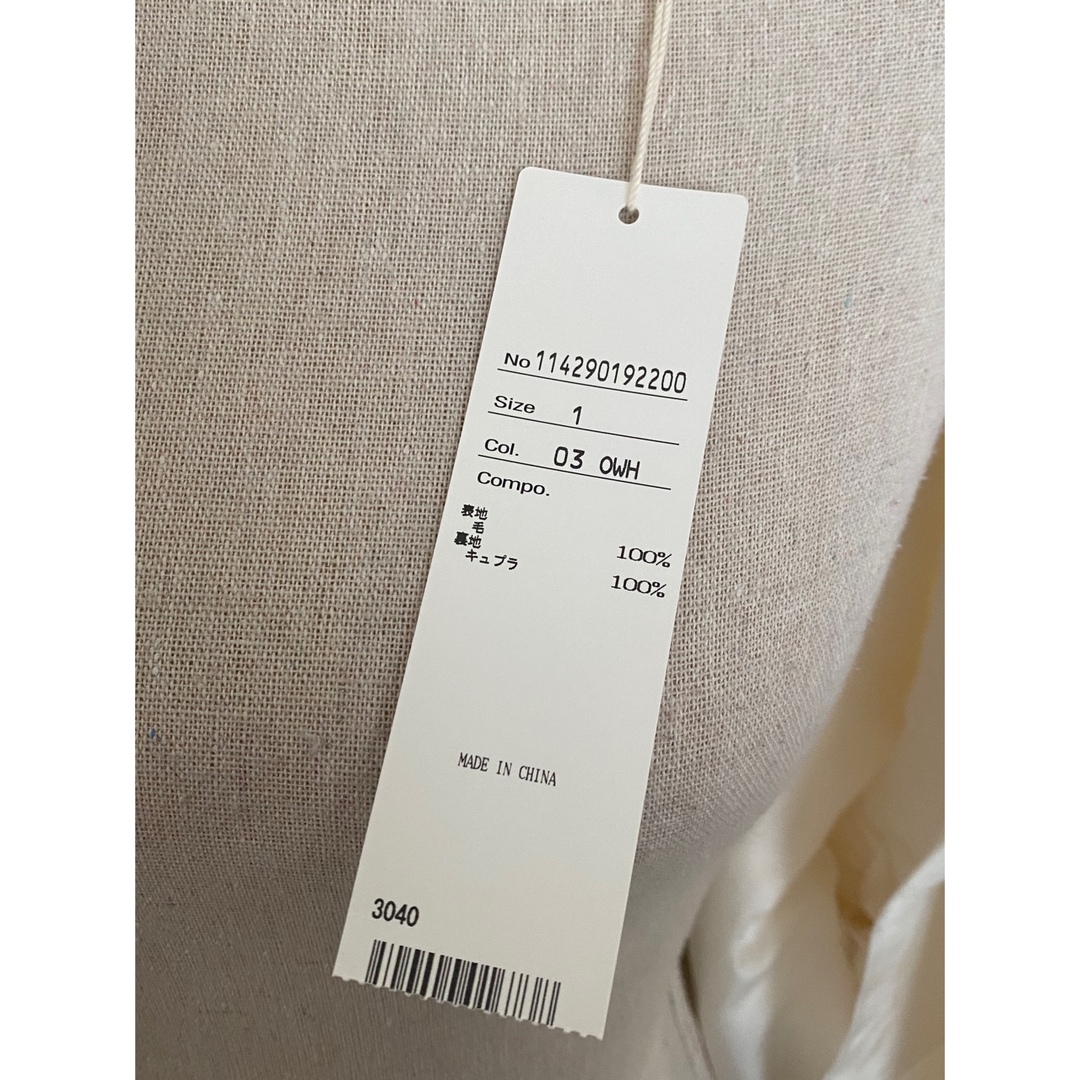 No 114290192200
Size 1
Col. 03 OWH
Compo.
表地
毛 100%
裏地
キュプラ 100%
MADE IN CHINA
3040